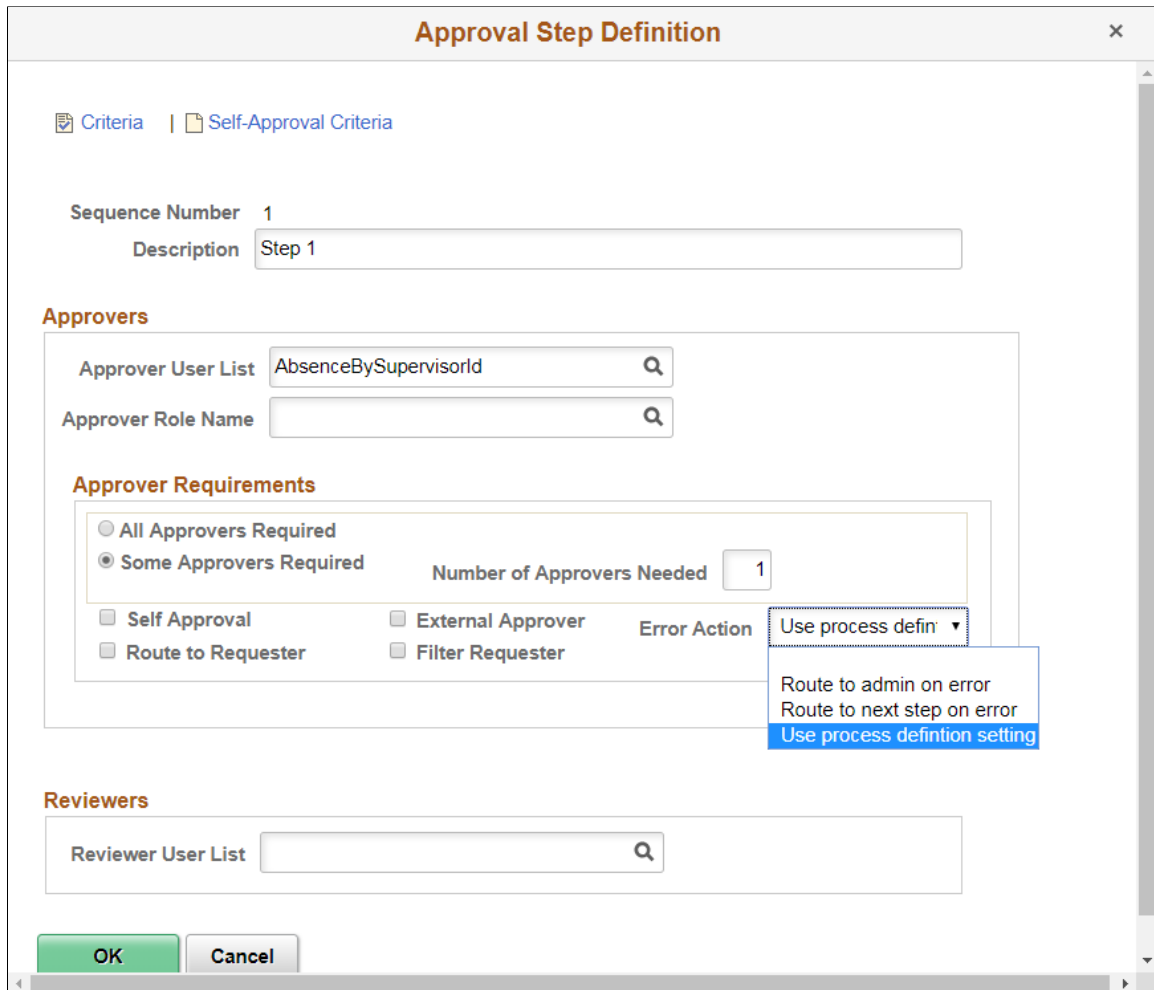 Approval Step Definition ×
Criteria | Self-Approval Criteria
Sequence Number 1
Description Step 1
Approvers
Approver User List AbsenceBySupervisorId
Approver Role Name
Approver Requirements
All Approvers Required
Some Approvers Required Number of Approvers Needed 1
Self Approval External Approver Error Action Use process defin
Route to Requester Filter Requester
Route to admin on error
Route to next step on error
Use process defintion setting
Reviewers
Reviewer User List
OK Cancel